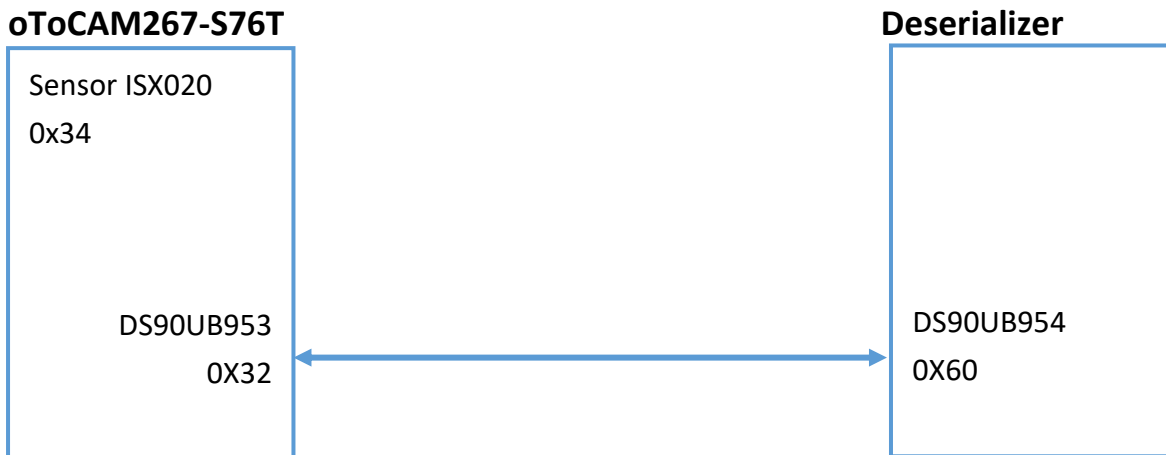 oToCAM267-S76T
Deserializer
Sensor ISX020
0x34
DS90UB953
0X32
DS90UB954
0X60